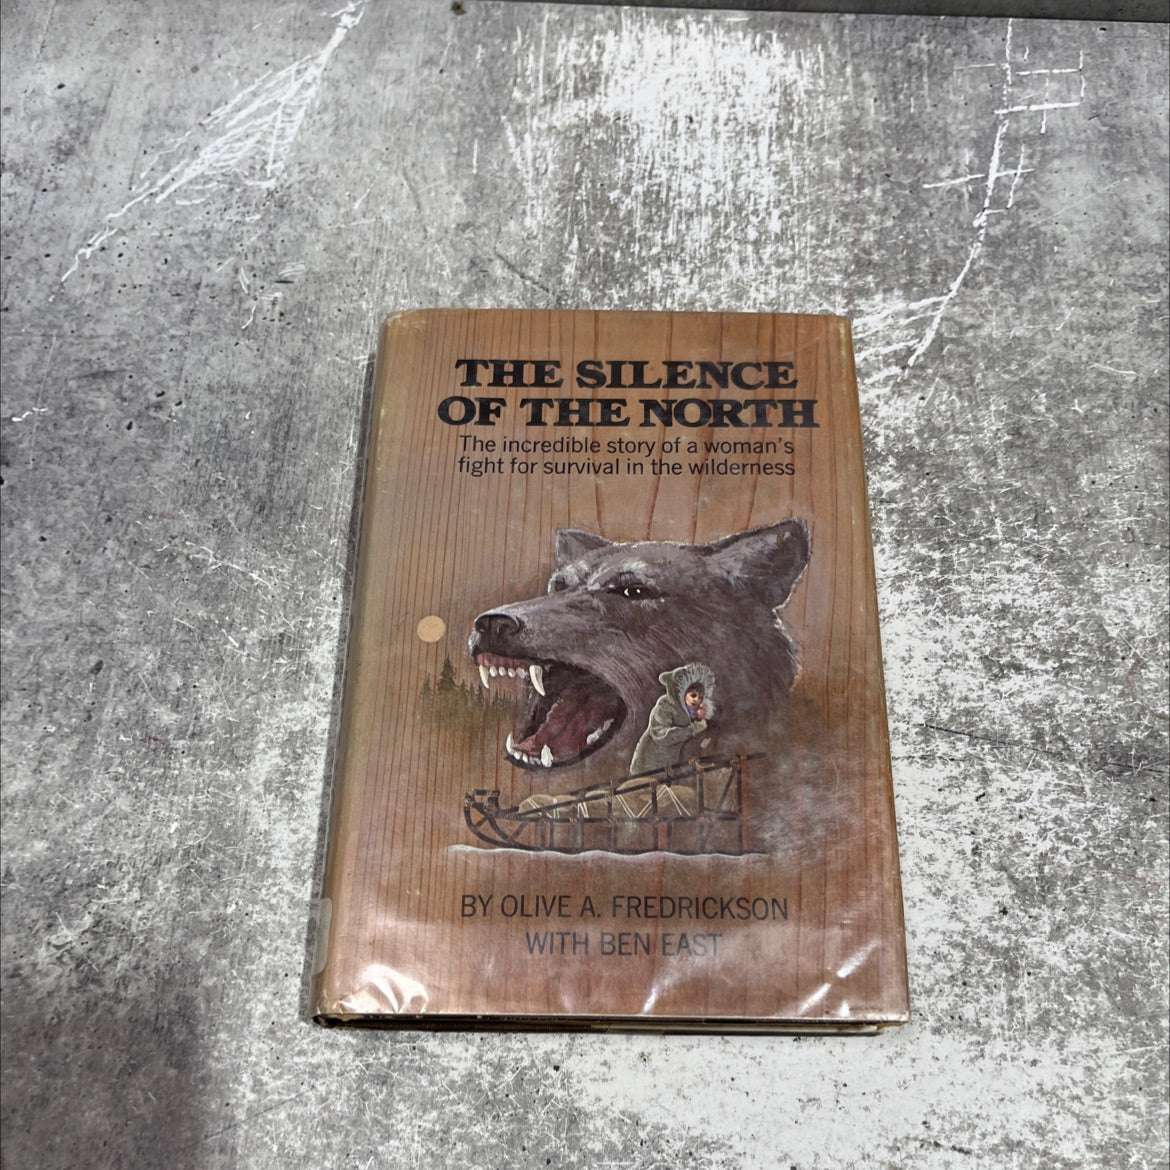 THE SILENCE
OF THE NORTH
The incredible story of a woman's
fight for survival in the wilderness
BY OLIVE A. FREDRICKSON
WITH BEN EAST